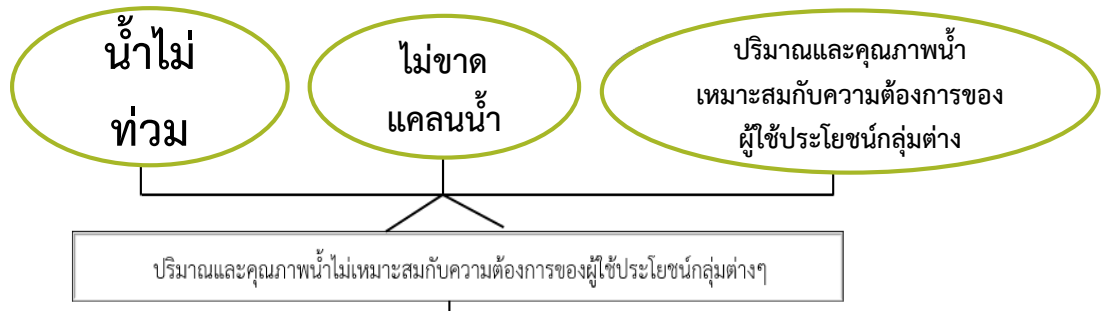 น้ำไม่
ท่วม
ไม่ขาด
แคลนน้ำ
ปริมาณและคุณภาพน้ำ
เหมาะสมกับความต้องการของ
ผู้ใช้ประโยชน์กลุ่มต่าง
ปริมาณและคุณภาพน้ำไม่เหมาะสมกับความต้องการของผู้ใช้ประโยชน์กลุ่มต่างๆ